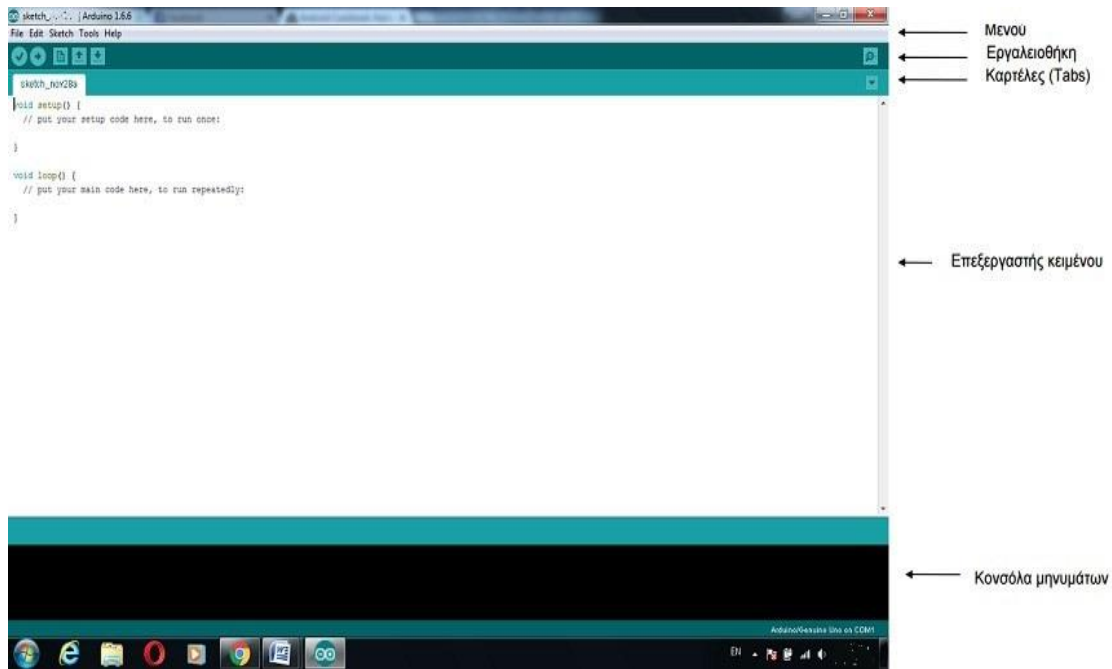 sketch_ | Arduino 1.6.6
File Edit Sketch Tools Help
Μενού
Εργαλειοθήκη
sketch_nov28a
Καρτέλες (Tabs)
void setup() {
// put your setup code here, to run once:
}
void loop() {
// put your main code here, to run repeatedly:
}
Επεξεργαστής κειμένου
Κονσόλα μηνυμάτων
Arduino/Genuino Uno on COM1
EN